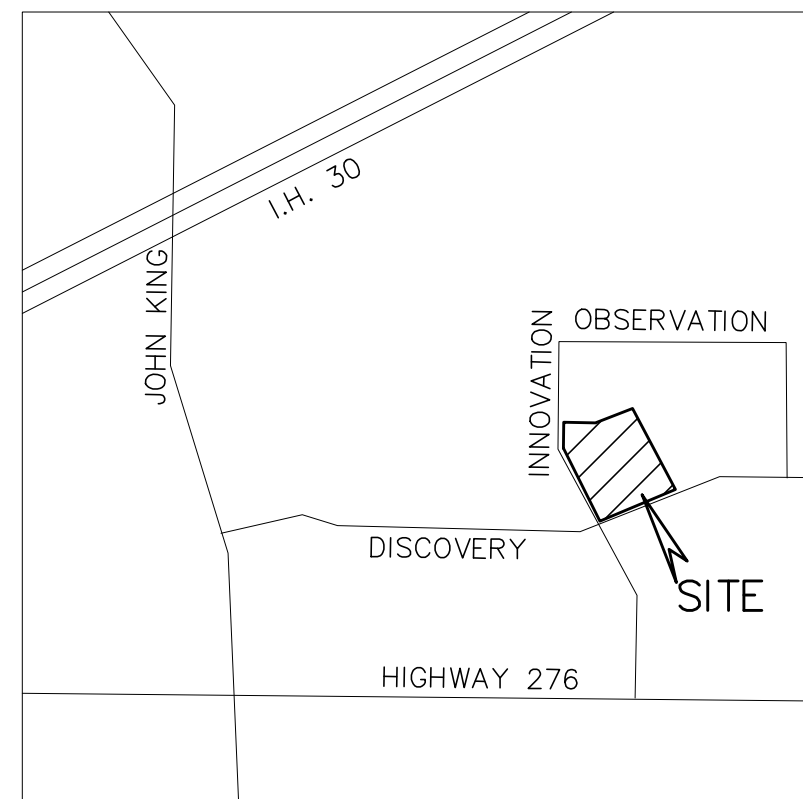 I.H. 30
JOHN KING
OBSERVATION
INNOVATION
DISCOVERY
SITE
HIGHWAY 276